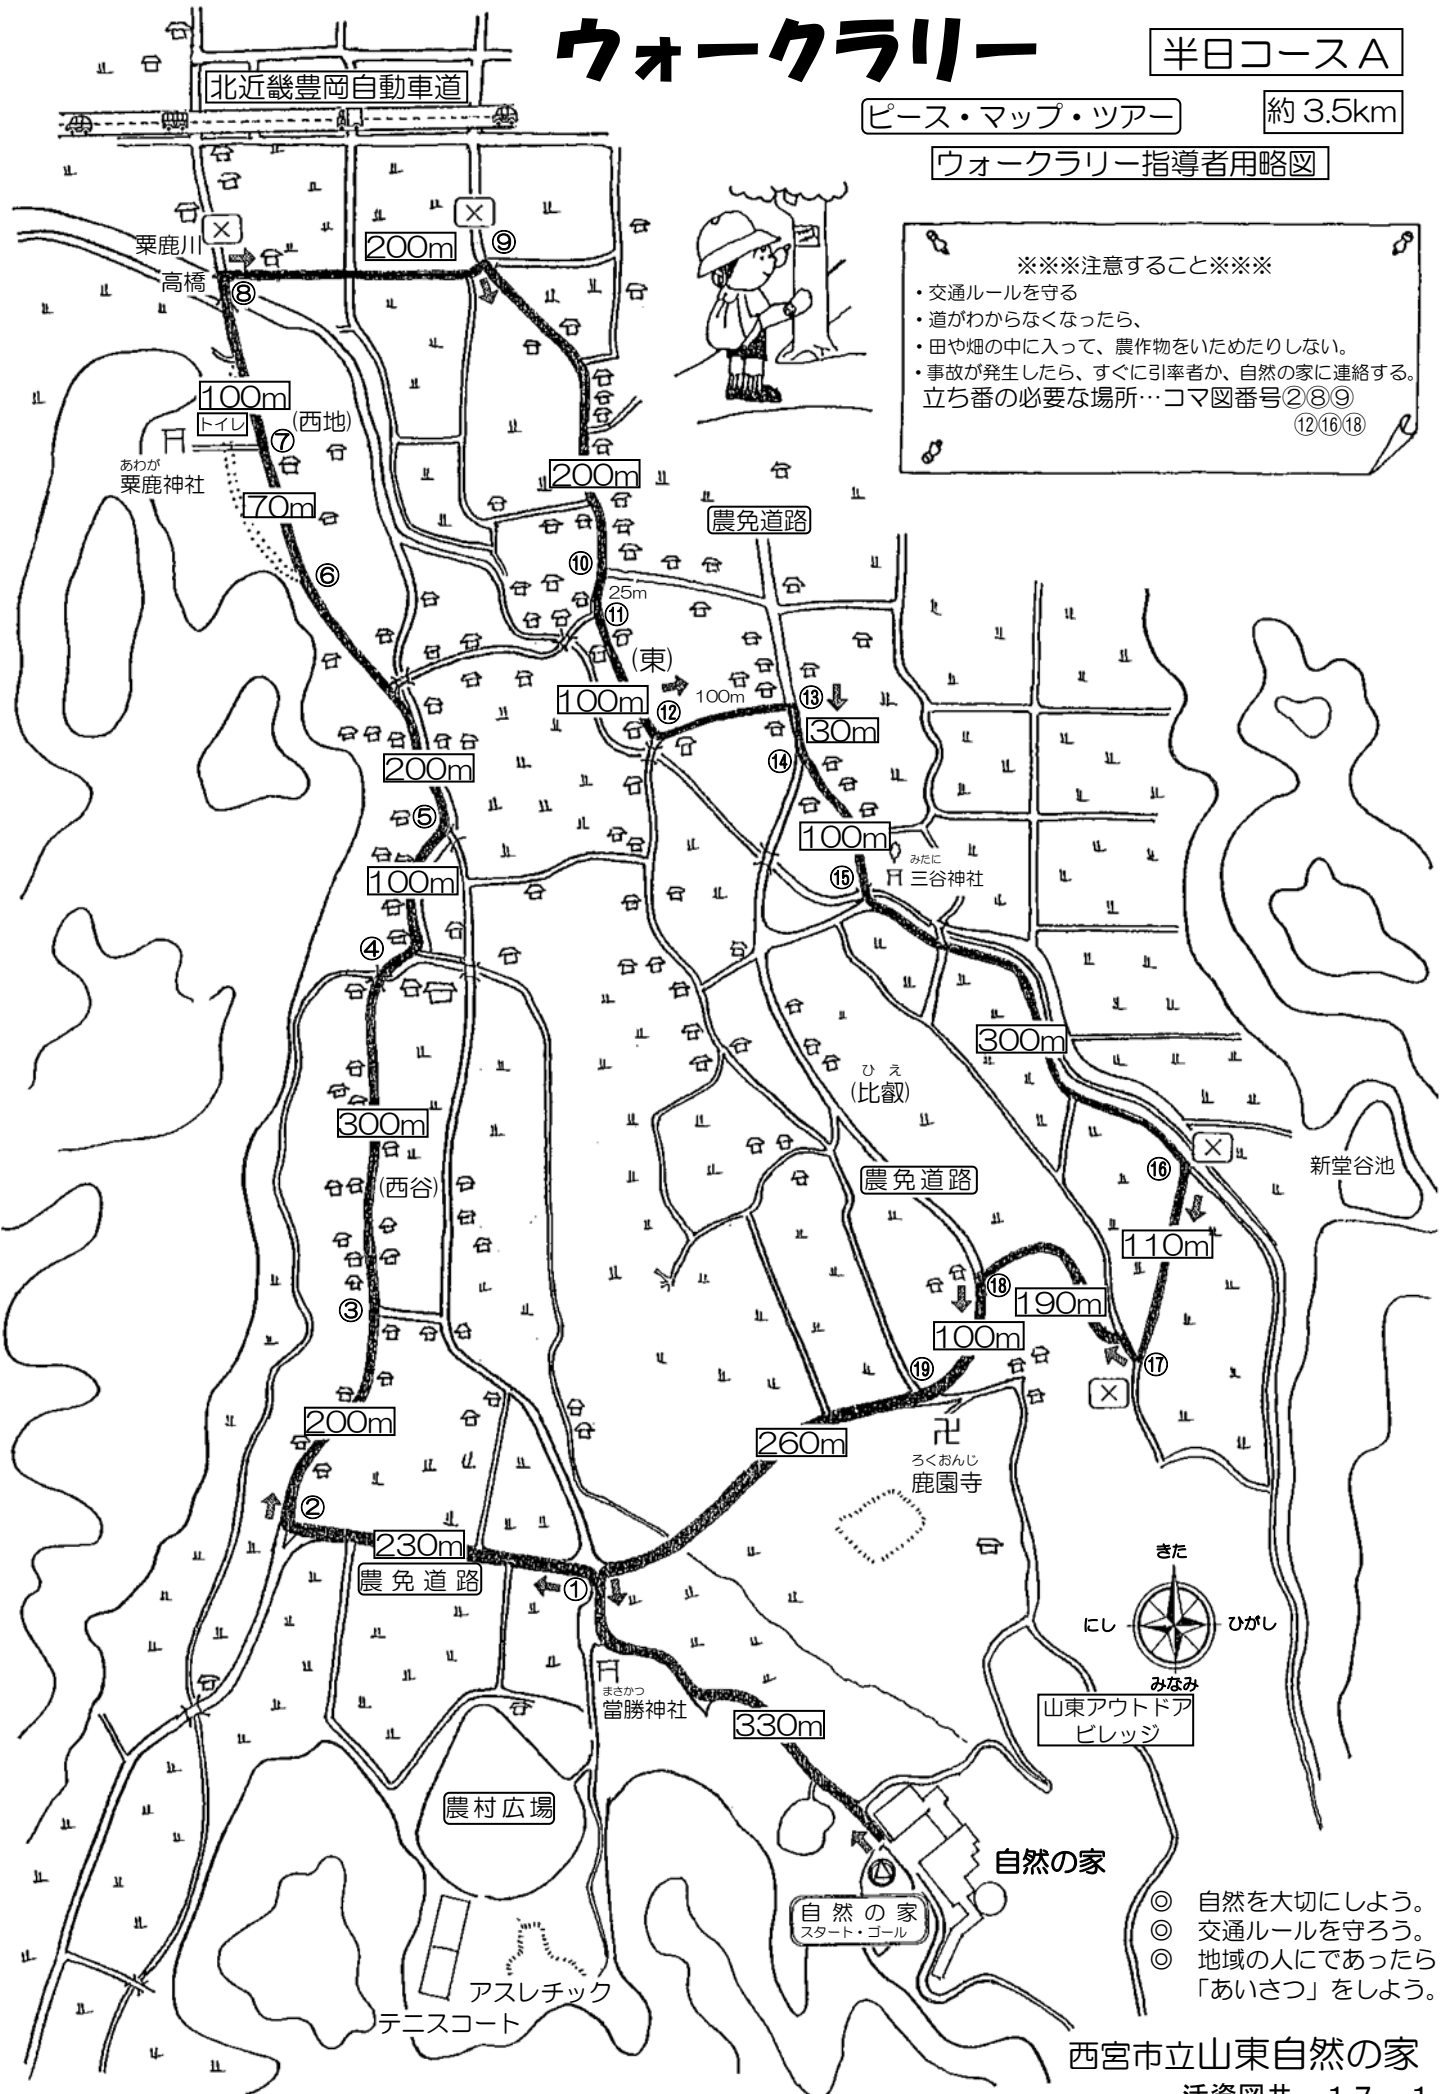 ウォークラリー
半日コースA
北近畿豊岡自動車道
ピース・マップ・ツアー
約3.5km
ウォークラリー指導者用略図
※※※注意すること※※※
・交通ルールを守る
・道がわからなくなったら、
・田や畑の中に入って、農作物をいためたりしない。
・事故が発生したら、すぐに引率者か、自然の家に連絡する。
立ち番の必要な場所…コマ図番号②⑧⑨
⑫⑯⑱
×
×
粟鹿川
高橋
⑧
200m
⑨
100m
トイレ
(西地)
⑦
あわが
粟鹿神社
70m
⑥
200m
農免道路
⑩
25m
⑪
(東)
100m
⑫
100m
⑬
30m
⑭
200m
⑤
100m
100m
⑮
みたに
三谷神社
④
300m
ひえ
(比叡)
300m
(西谷)
×
⑯
新堂谷池
農免道路
110m
③
⑱
190m
100m
⑲
⑰
×
200m
260m
卍
ろくおんじ
鹿園寺
②
230m
農免道路
①
きた
にし
ひがし
みなみ
まさかつ
當勝神社
330m
山東アウトドア
ビレッジ
農村広場
自然の家
自然の家
スタート・ゴール
アスレチック
テニスコート
◎ 自然を大切にしよう。
◎ 交通ルールを守ろう。
◎ 地域の人にであったら
「あいさつ」をしよう。
西宮市立山東自然の家